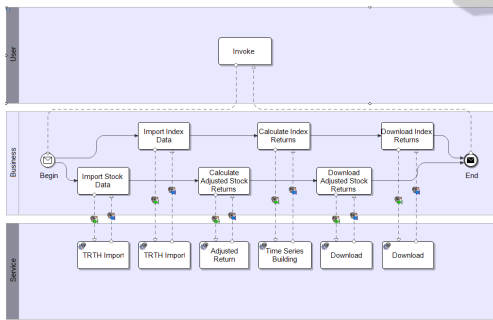 User
Invoke
Business
Import Index
Data
Calculate Index
Returns
Download Index
Returns
Begin
End
Import Stock
Data
Calculate
Adjusted Stock
Returns
Download
Adjusted Stock
Returns
Service
TRTH Import
TRTH Import
Adjusted
Return
Time Series
Building
Download
Download